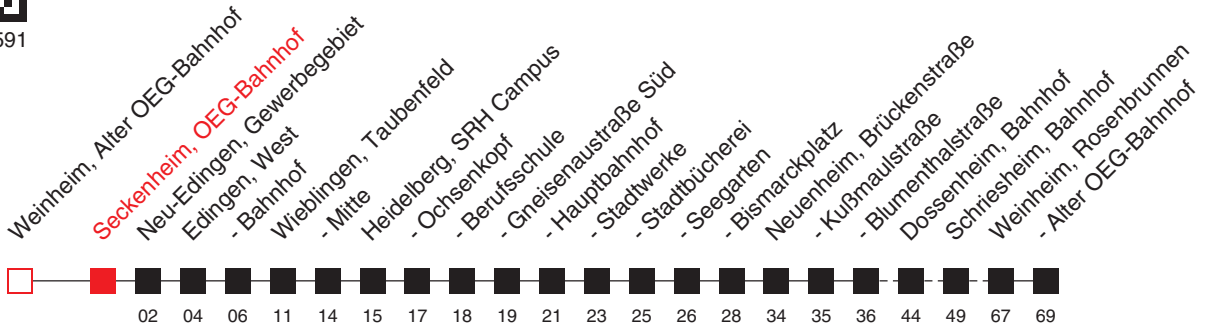 591
Weinheim, Alter OEG-Bahnhof
Seckenheim, OEG-Bahnhof
Neu-Edingen, Gewerbegebiet
Edingen, West
- Bahnhof
Wieblingen, Taubenfeld
- Mitte
Heidelberg, SRH Campus
- Ochsenkopf
- Berufsschule
- Gneisenaustraße Süd
- Hauptbahnhof
- Stadtwerke
- Stadtbücherei
- Seegarten
- Bismarckplatz
Neuenheim, Brückenstraße
- Kußmaulstraße
- Blumenthalstraße
Dossenheim, Bahnhof
Schriesheim, Bahnhof
Weinheim, Rosenbrunnen
- Alter OEG-Bahnhof
02 04 06 11 14 15 17 18 19 21 23 25 26 28 34 35 36 44 49 67 69